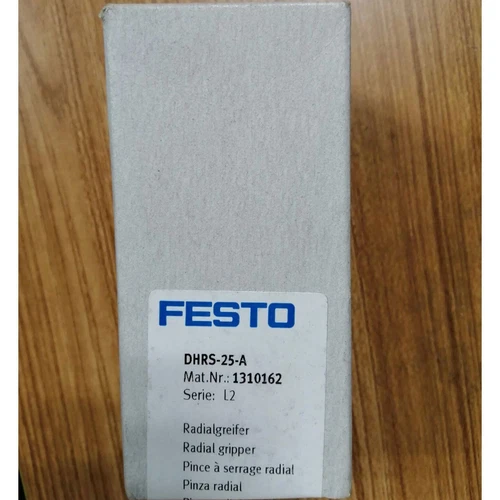 FESTO
DHRS-25-A
Mat.Nr.: 1310162
Serie: L2
Radialgreifer
Radial gripper
Pince à serrage radial
Pinza radial